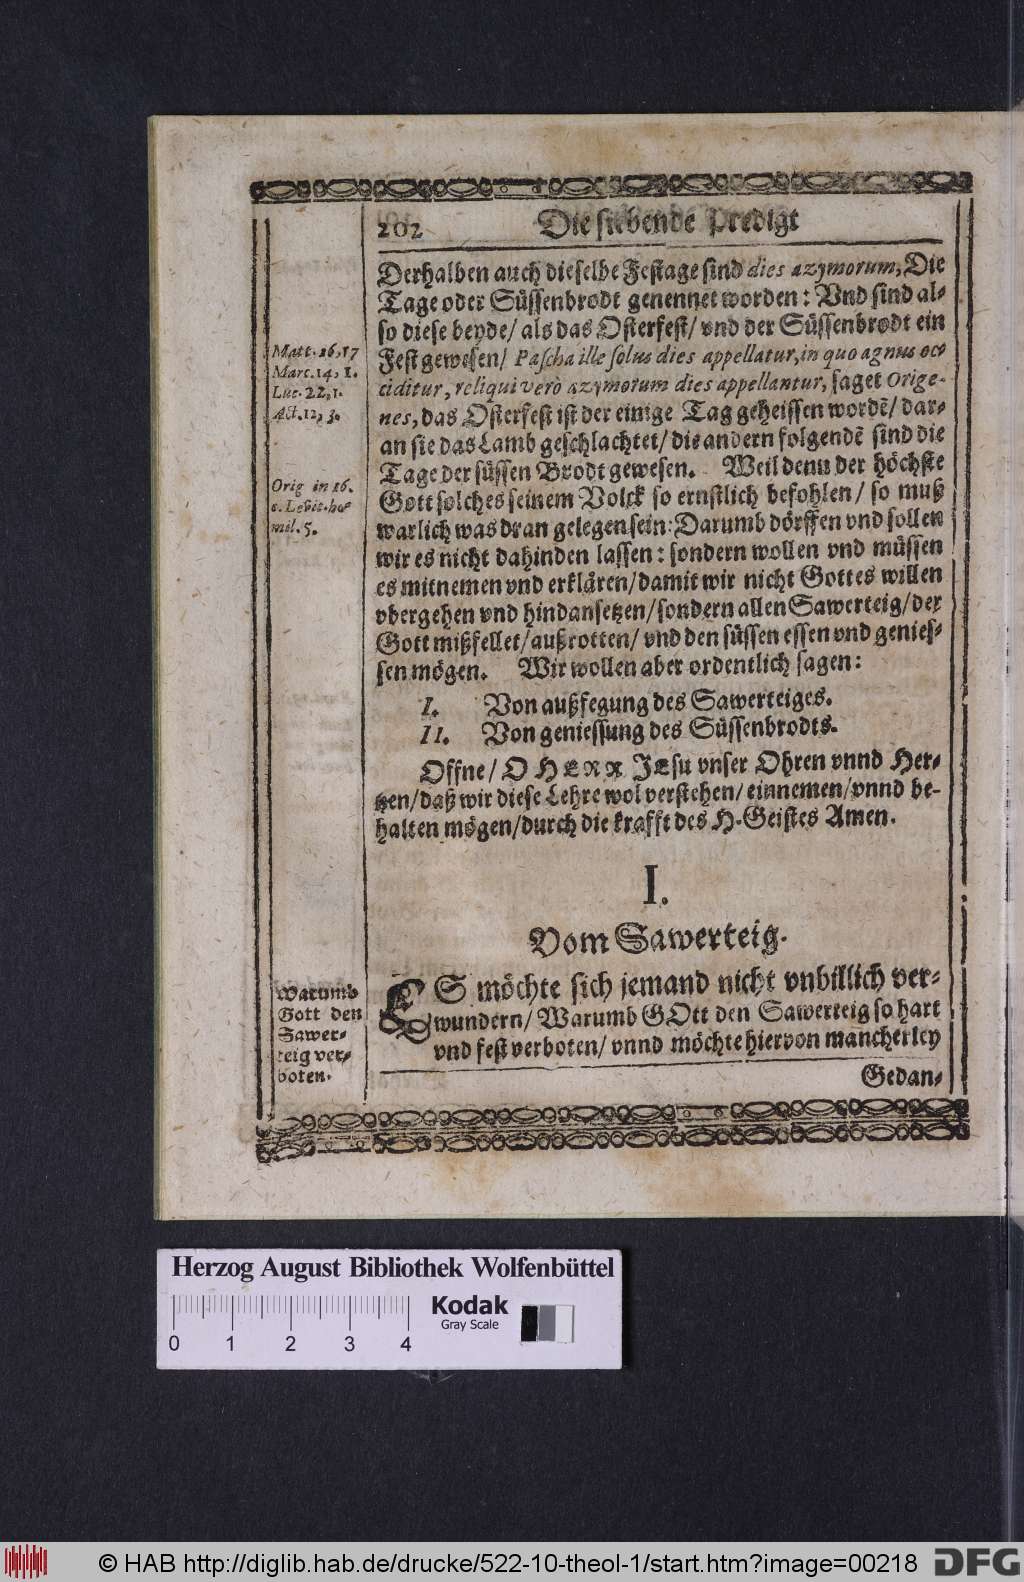 202 Die siebende Predigt
Derhalben auch dieselbe Festage sind dies azymorum, Die
Tage oder Süssenbrodt genennet worden: Vnd sind al-
so diese beyde/ als das Osterfest/ vnd der Süssenbrodt ein
Fest gewesen/ Pascha ille solus dies appellatur, in quo agnus oc-
ciditur, reliqui verò azymorum dies appellantur, saget Orige-
nes, das Osterfest ist der einige Tag geheissen wordē/ dar-
an sie das Lamb geschlachtet/ die andern folgendē sind die
Tage der süssen Brodt gewesen. Weil denn der höchste
Gott solches seinem Volck so ernstlich befohlen/ so muß
warlich was dran gelegen sein: Darumb dörffen vnd sollen
wir es nicht dahinden lassen: sondern wollen vnd müssen
es mitnemen vnd erklären/ damit wir nicht Gottes willen
vbergehen vnd hindansetzen/ sondern allen Sawerteig/ der
Gott mißfellet/ außrotten/ vnd den süssen essen vnd genies-
sen mögen. Wir wollen aber ordentlich sagen:
I. Von außfegung des Sawerteiges.
II. Von geniessung des Süssenbrodts.
Offne/ O HERR JEsu vnser Ohren vnnd Her-
tzen/ daß wir diese Lehre wol verstehen/ einnemen/ vnnd be-
halten mögen/ durch die krafft des H. Geistes Amen.
I.
Vom Sawerteig.
ES möchte sich jemand nicht vnbillich ver-
wundern/ Warumb GOtt den Sawerteig so hart
vnd fest verboten/ vnnd möchte hiervon mancherley
Gedan-
Matt. 26, 17
Marc. 14, 1.
Luc. 22, 1.
Act. 12, 3.
Orig in 16.
c. Levit. ho-
mil. 5.
Warumb
Gott den
Sawer-
teig ver-
boten.
Herzog August Bibliothek Wolfenbüttel
Kodak
Gray Scale
0 1 2 3 4
© HAB http://diglib.hab.de/drucke/522-10-theol-1/start.htm?image=00218
DFG